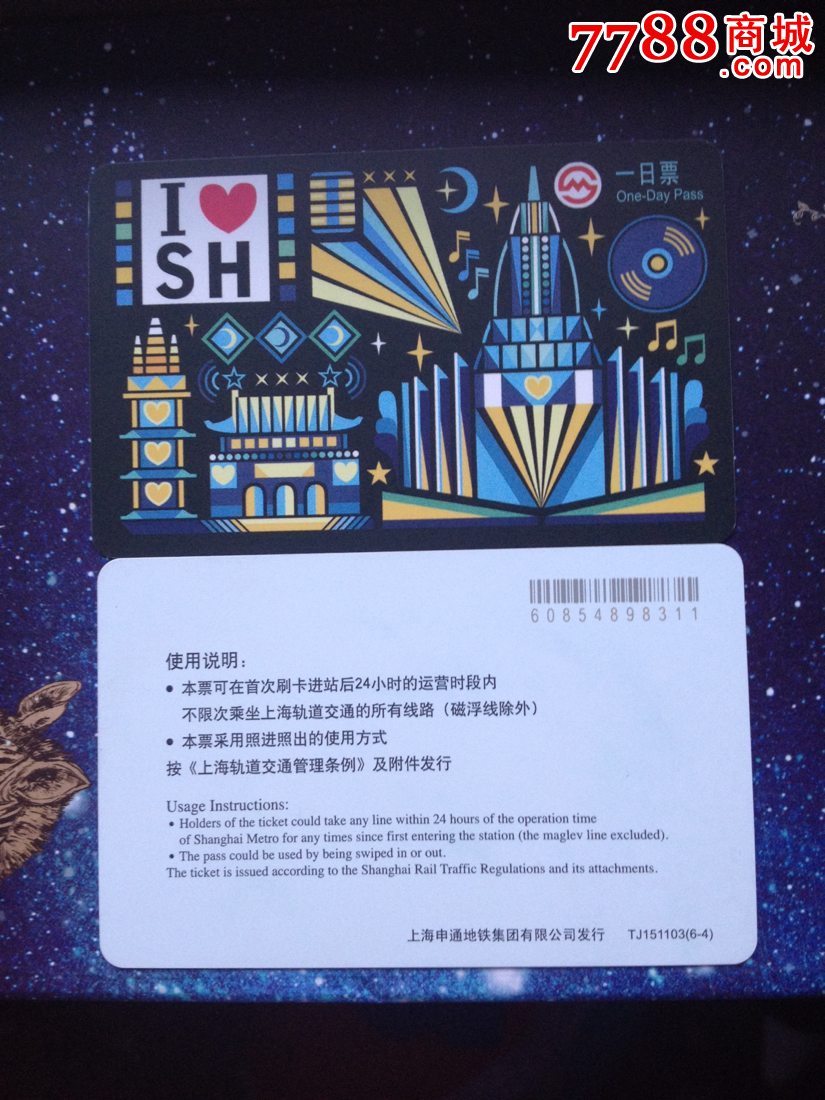 7788商城
.com
I
SH
一日票
One-Day Pass
60854898311
使用说明：
● 本票可在首次刷卡进站后24小时的运营时段内
不限次乘坐上海轨道交通的所有线路（磁浮线除外）
● 本票采用照进照出的使用方式
按《上海轨道交通管理条例》及附件发行
Usage Instructions:
● Holders of the ticket could take any line within 24 hours of the operation time
of Shanghai Metro for any times since first entering the station (the maglev line excluded).
● The pass could be used by being swiped in or out.
The ticket is issued according to the Shanghai Rail Traffic Regulations and its attachments.
上海申通地铁集团有限公司发行 TJ151103(6-4)